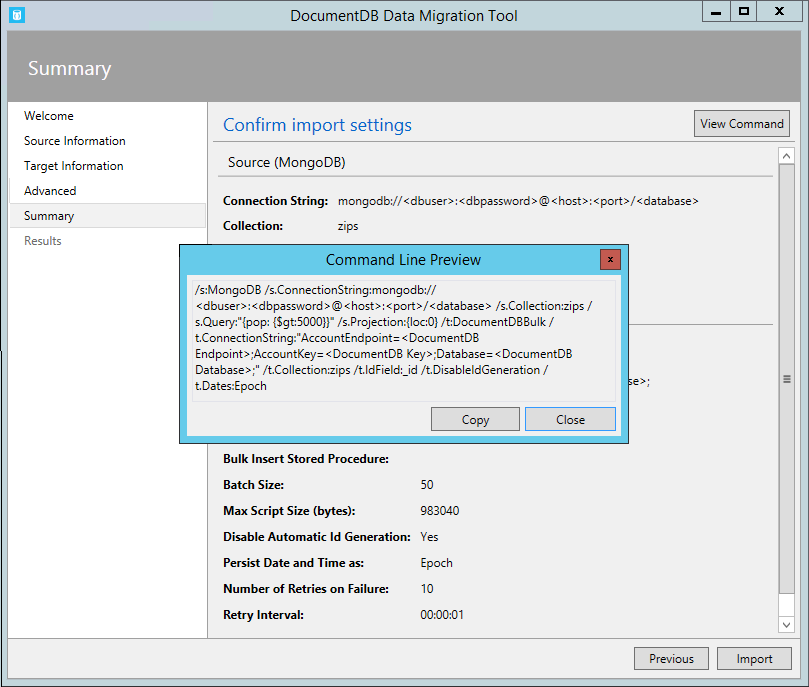 DocumentDB Data Migration Tool
Summary
Welcome
Source Information
Target Information
Advanced
Summary
Results
Confirm import settings
View Command
Source (MongoDB)
Connection String: mongodb://<dbuser>:<dbpassword>@<host>:<port>/<database>
Collection: zips
Command Line Preview
x
/s:MongoDB /s.ConnectionString:mongodb://
<dbuser>:<dbpassword>@<host>:<port>/<database> /s.Collection:zips /
s.Query:"{pop: {$gt:5000}}" /s.Projection:{loc:0} /t:DocumentDBBulk /
t.ConnectionString:"AccountEndpoint=<DocumentDB
Endpoint>;AccountKey=<DocumentDB Key>;Database=<DocumentDB
Database>;" /t.Collection:zips /t.IdField:_id /t.DisableIdGeneration /
t.Dates:Epoch
Copy
Close
se>;
Bulk Insert Stored Procedure:
Batch Size: 50
Max Script Size (bytes): 983040
Disable Automatic Id Generation: Yes
Persist Date and Time as: Epoch
Number of Retries on Failure: 10
Retry Interval: 00:00:01
Previous
Import